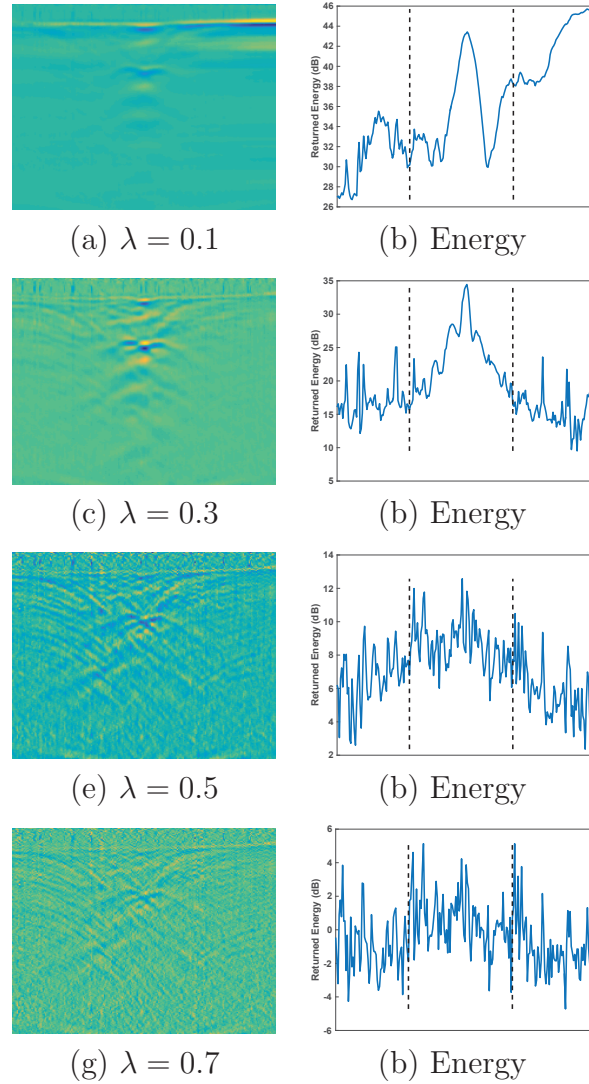 46
44
42
40
38
36
34
32
30
28
26
Returned Energy (dB)
(a) λ = 0.1
(b) Energy
35
30
25
20
15
10
5
Returned Energy (dB)
(c) λ = 0.3
(b) Energy
14
12
10
8
6
4
2
Returned Energy (dB)
(e) λ = 0.5
(b) Energy
6
4
2
0
-2
-4
-6
Returned Energy (dB)
(g) λ = 0.7
(b) Energy